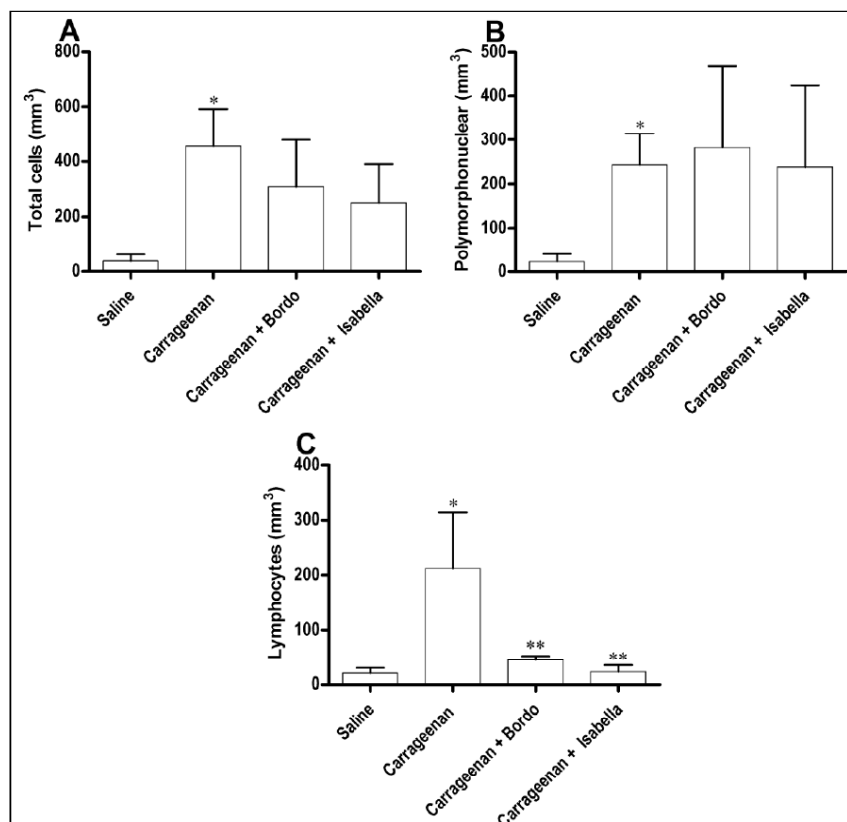 A
Total cells (mm³)
800
600
400
200
0
*
Saline
Carrageenan
Carrageenan + Bordo
Carrageenan + Isabella
B
Polymorphonuclear (mm³)
500
400
300
200
100
0
*
Saline
Carrageenan
Carrageenan + Bordo
Carrageenan + Isabella
C
Lymphocytes (mm³)
400
300
200
100
0
*
**
**
Saline
Carrageenan
Carrageenan + Bordo
Carrageenan + Isabella